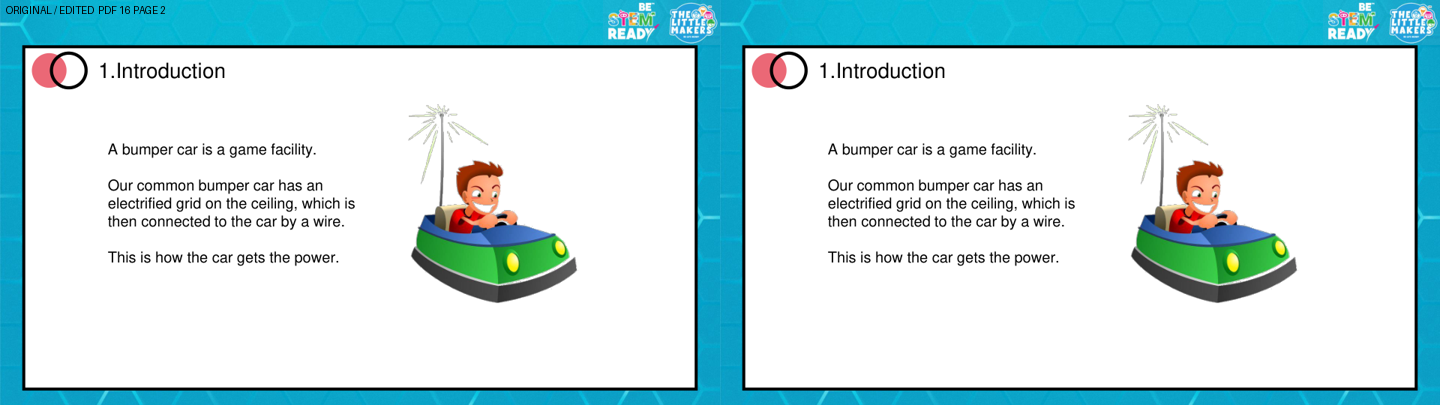 ORIGINAL / EDITED PDF 16 PAGE 2
BE
STEM
READY
THE
LITTLE
MAKERS
1.Introduction
A bumper car is a game facility.
Our common bumper car has an
electrified grid on the ceiling, which is
then connected to the car by a wire.
This is how the car gets the power.
BE
STEM
READY
THE
LITTLE
MAKERS
1.Introduction
A bumper car is a game facility.
Our common bumper car has an
electrified grid on the ceiling, which is
then connected to the car by a wire.
This is how the car gets the power.